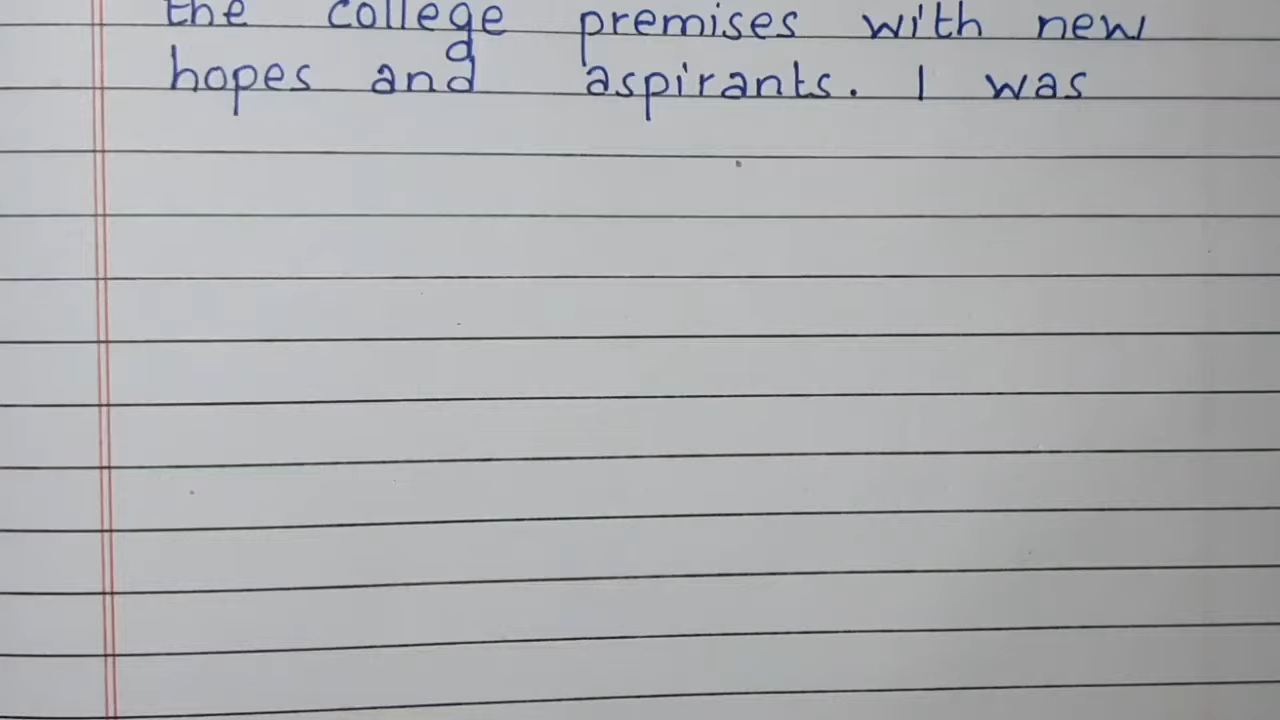 the college premises with new
hopes and aspirants. I was